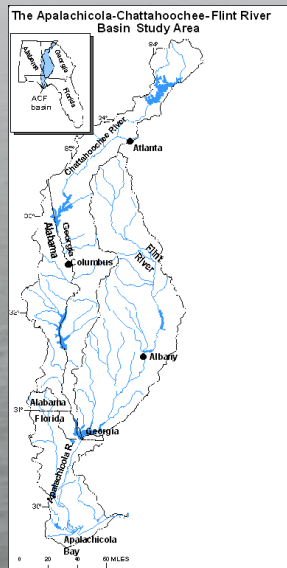 The Apalachicola-Chattahoochee-Flint River
Basin Study Area
Alabama
Georgia
Florida
ACF
basin
84°
34°
Chattahoochee River
Atlanta
85°
Alabama
Georgia
Flint
River
Columbus
32°
Albany
31°
Alabama
Florida
Georgia
Apalachicola R.
30°
Apalachicola
Bay
0 20 40 60 MILES